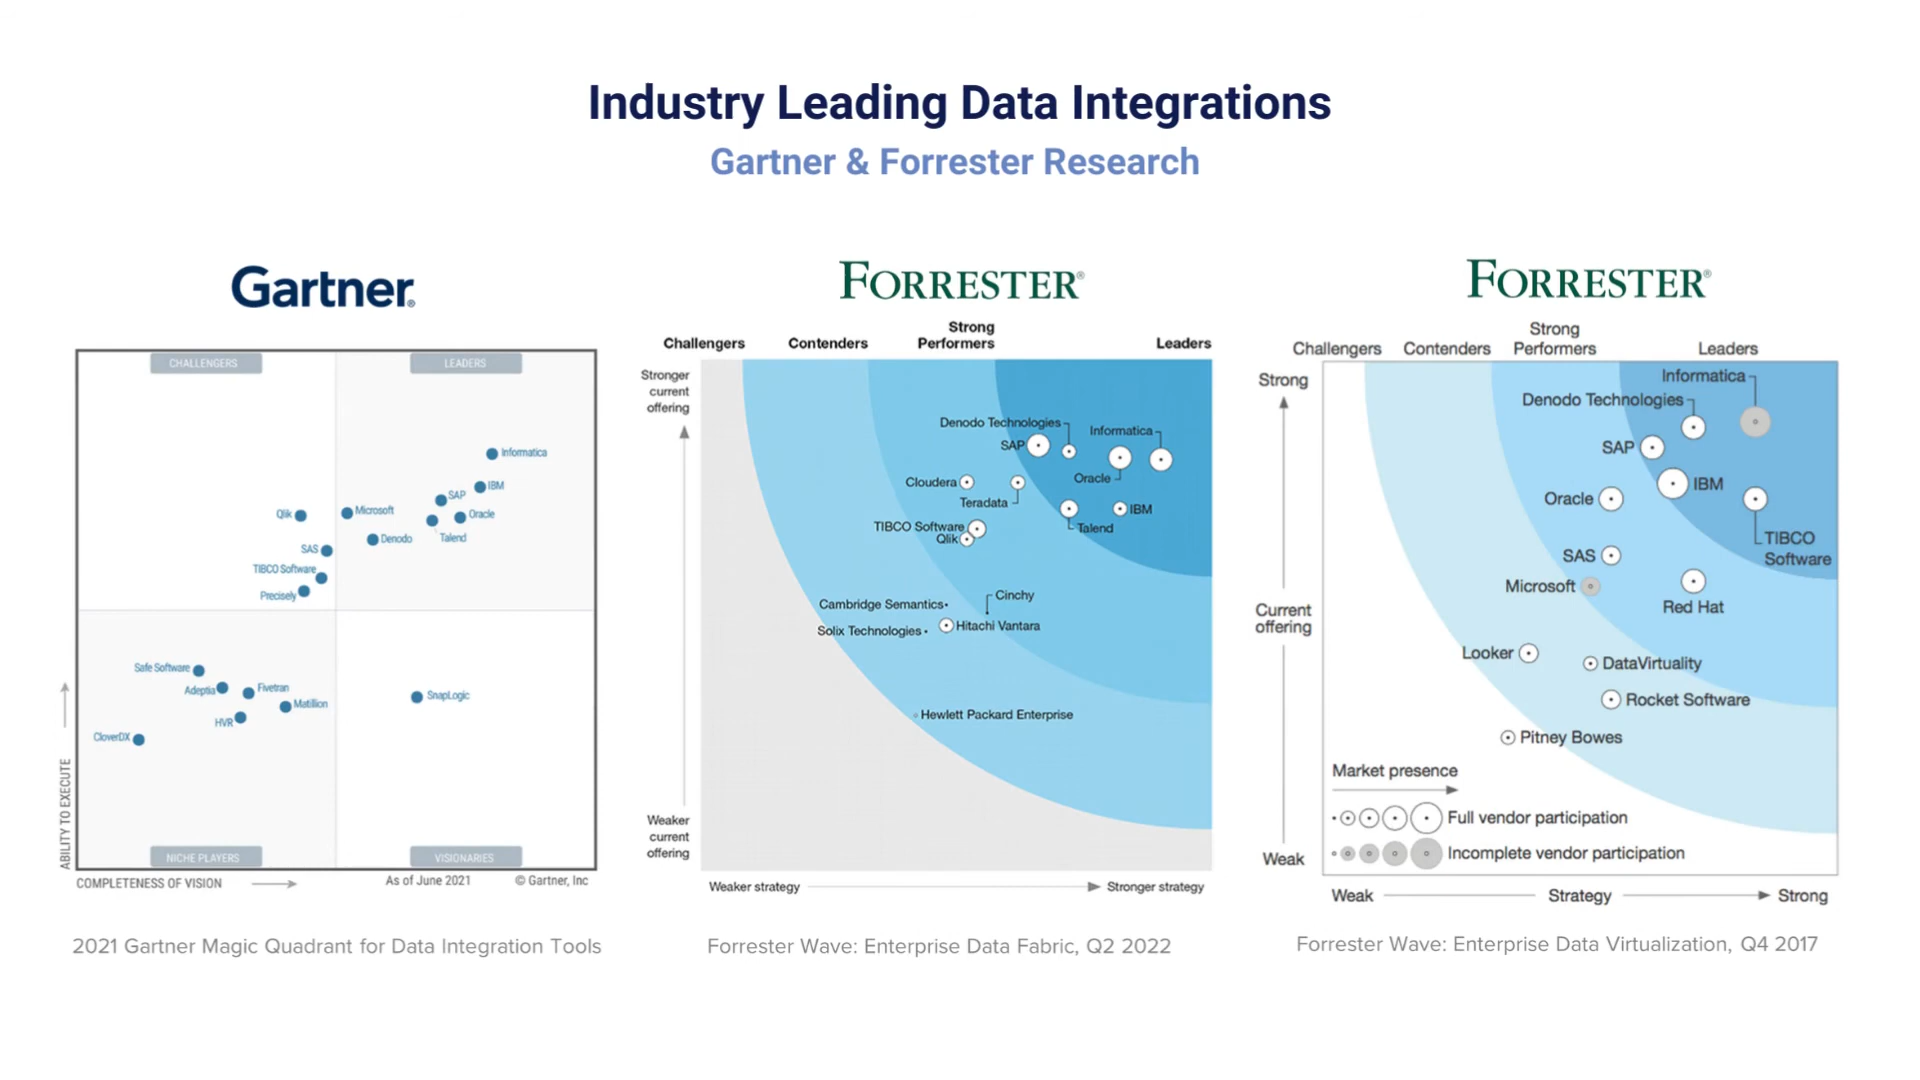 Industry Leading Data Integrations
Gartner & Forrester Research
Gartner®
CHALLENGERS
LEADERS
Informatica
IBM
SAP
Microsoft
Oracle
Qlik
Talend
Denodo
SAS
TIBCO Software
Precisely
Safe Software
Adeptia
Fivetran
Matillion
HVR
CloverDX
SnapLogic
NICHE PLAYERS
VISIONARIES
ABILITY TO EXECUTE
COMPLETENESS OF VISION
As of June 2021
© Gartner, Inc
2021 Gartner Magic Quadrant for Data Integration Tools
FORRESTER®
Challengers
Contenders
Strong
Performers
Leaders
Stronger
current
offering
Denodo Technologies
Informatica
SAP
Oracle
Cloudera
Teradata
IBM
Talend
TIBCO Software
Qlik
Cinchy
Cambridge Semantics
Hitachi Vantara
Solix Technologies
Hewlett Packard Enterprise
Weaker
current
offering
Weaker strategy
Stronger strategy
Forrester Wave: Enterprise Data Fabric, Q2 2022
FORRESTER®
Challengers
Contenders
Strong
Performers
Leaders
Strong
Informatica
Denodo Technologies
SAP
IBM
Oracle
TIBCO
Software
SAS
Microsoft
Red Hat
Current
offering
Looker
DataVirtuality
Rocket Software
Pitney Bowes
Market presence
Full vendor participation
Incomplete vendor participation
Weak
Weak
Strategy
Strong
Forrester Wave: Enterprise Data Virtualization, Q4 2017